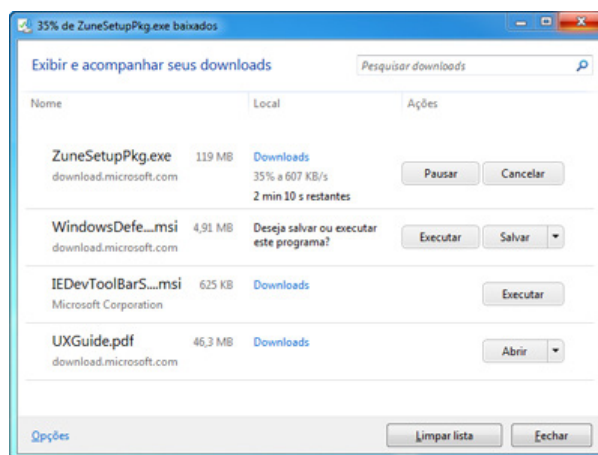 35% de ZuneSetupPkg.exe baixados
Exibir e acompanhar seus downloads
Pesquisar downloads
Nome Local Ações
ZuneSetupPkg.exe 119 MB Downloads
download.microsoft.com 35% a 607 KB/s Pausar Cancelar
2 min 10 s restantes
WindowsDefe....msi 4,91 MB Deseja salvar ou executar
download.microsoft.com este programa? Executar Salvar
IEDevToolBarS....msi 625 KB Downloads
Microsoft Corporation Executar
UXGuide.pdf 46,3 MB Downloads
download.microsoft.com Abrir
Opções Limpar lista Fechar